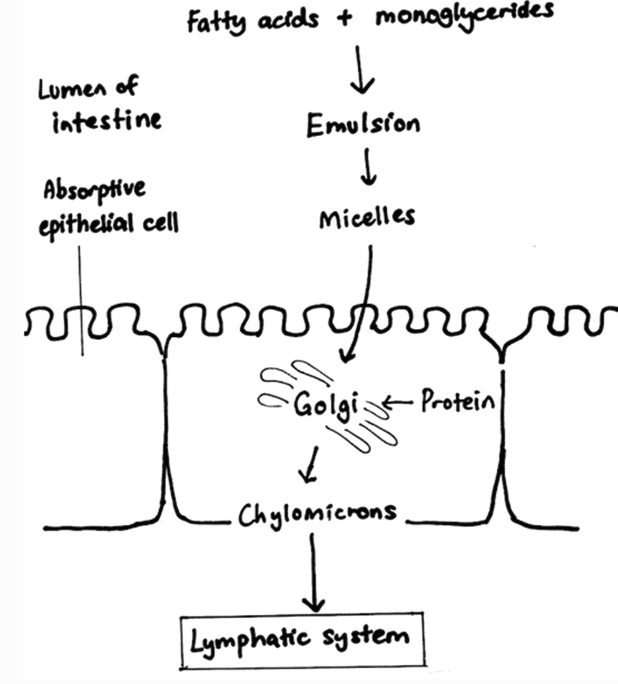 Fatty acids + monoglycerides
Lumen of
intestine
Emulsion
Absorptive
epithelial cell
Micelles
Golgi
Protein
Chylomicrons
Lymphatic system